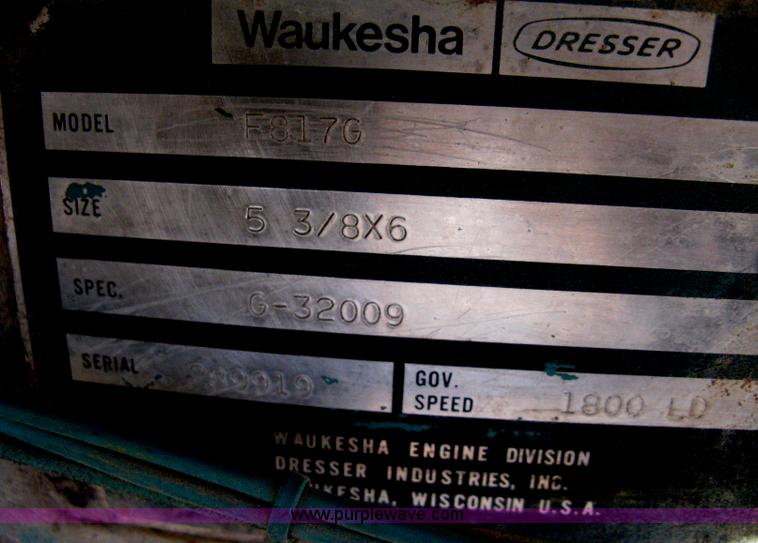 Waukesha DRESSER
MODEL F817G
SIZE 5 3/8X6
SPEC. G-32009
SERIAL
GOV. SPEED 1800 LD
WAUKESHA ENGINE DIVISION
DRESSER INDUSTRIES, INC.
WAUKESHA, WISCONSIN U.S.A.
www.purplewave.com